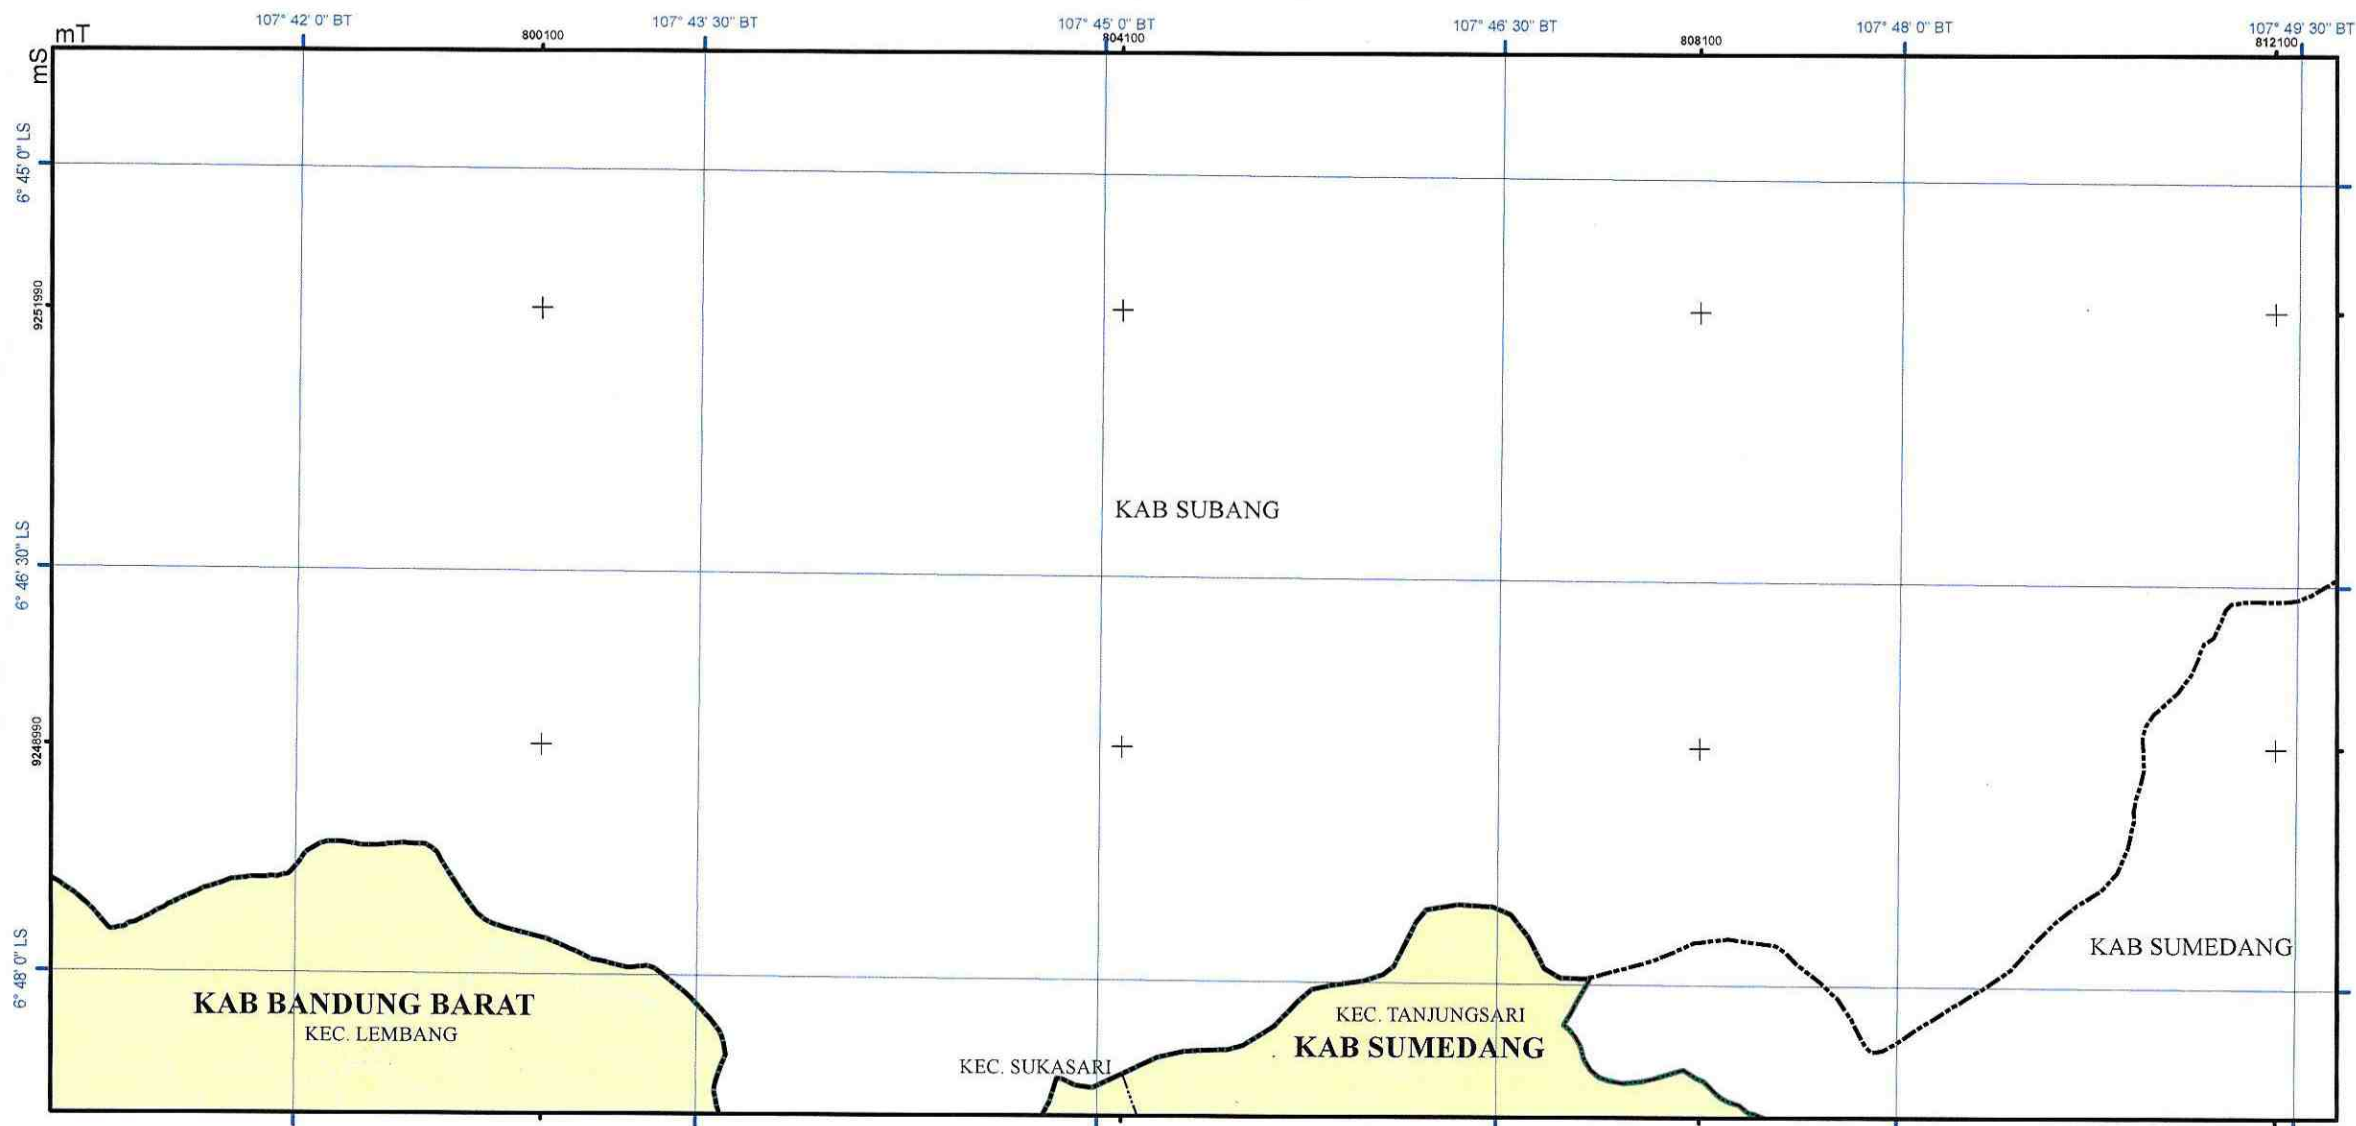 107° 42' 0" BT
107° 43' 30" BT
107° 45' 0" BT
107° 46' 30" BT
107° 48' 0" BT
107° 49' 30" BT
mT
800100
804100
808100
812100
mS
6° 45' 0" LS
9251990
KAB SUBANG
6° 46' 30" LS
9248990
KAB SUMEDANG
6° 48' 0" LS
KAB BANDUNG BARAT
KEC. LEMBANG
KEC. TANJUNGSARI
KAB SUMEDANG
KEC. SUKASARI